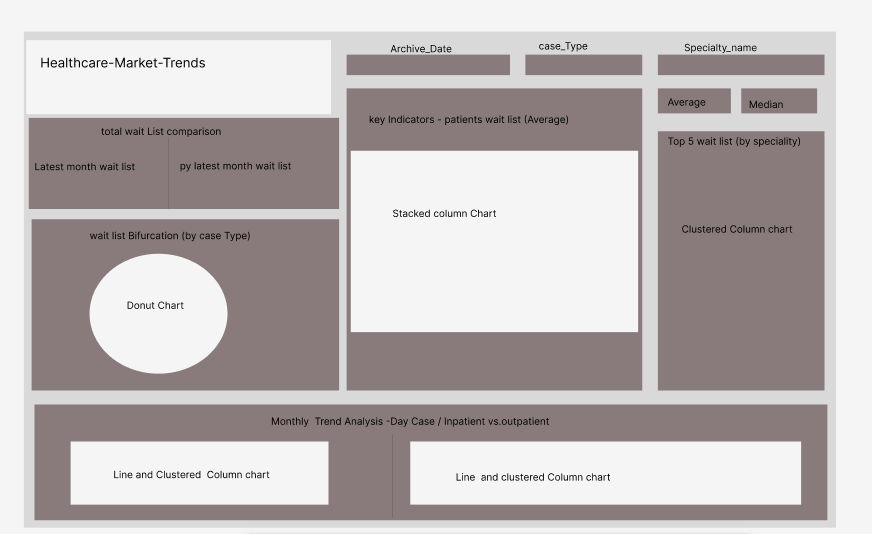 Healthcare-Market-Trends
Archive_Date
case_Type
Specialty_name
Average
Median
total wait List comparison
Latest month wait list
py latest month wait list
key Indicators - patients wait list (Average)
Stacked column Chart
Top 5 wait list (by speciality)
Clustered Column chart
wait list Bifurcation (by case Type)
Donut Chart
Monthly  Trend Analysis -Day Case / Inpatient vs.outpatient
Line and Clustered  Column chart
Line  and clustered Column chart